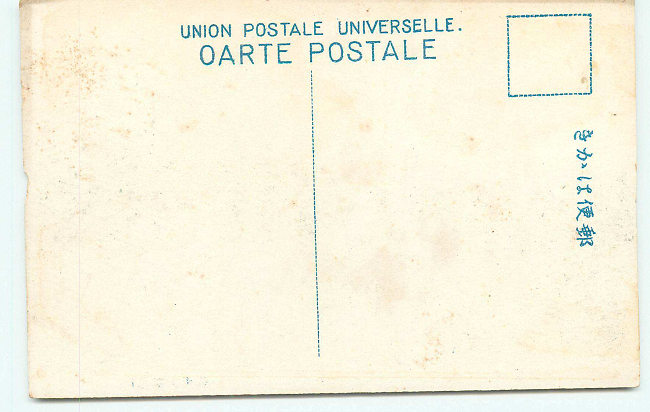 UNION POSTALE UNIVERSELLE.
OARTE POSTALE
郵便はかき